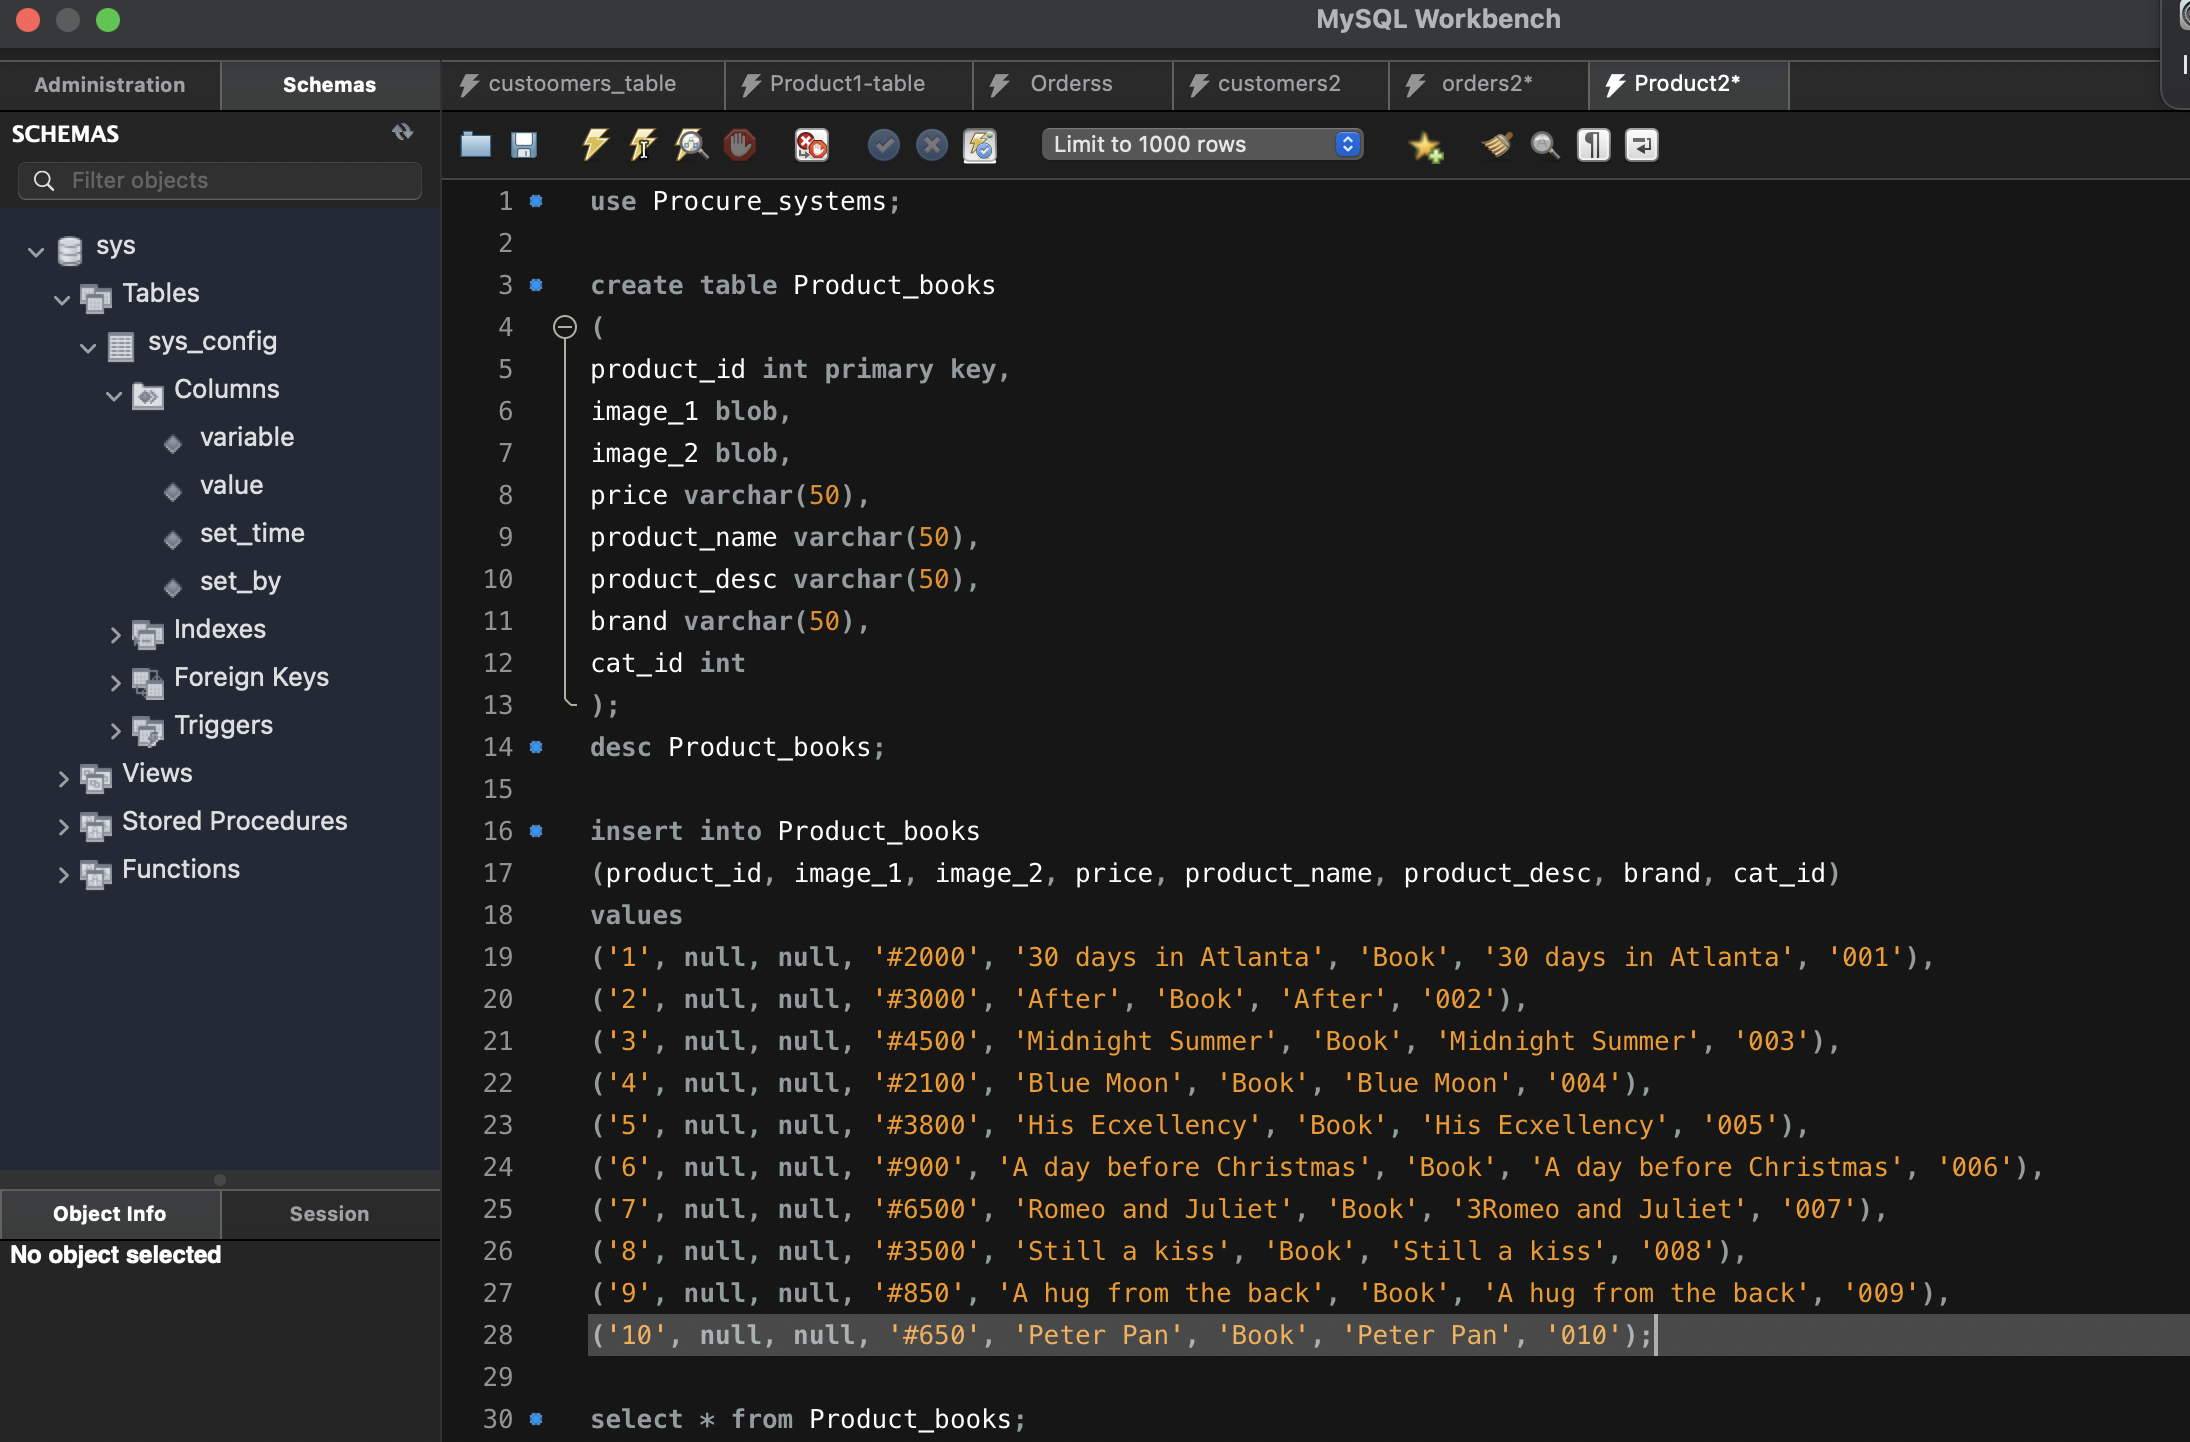 MySQL Workbench
Administration
Schemas
custoomers_table
Product1-table
Orderss
customers2
orders2*
Product2*
SCHEMAS
Filter objects
Limit to 1000 rows
sys
Tables
sys_config
Columns
variable
value
set_time
set_by
Indexes
Foreign Keys
Triggers
Views
Stored Procedures
Functions
Object Info
Session
No object selected
1 use Procure_systems;
2
3 create table Product_books
4 (
5 product_id int primary key,
6 image_1 blob,
7 image_2 blob,
8 price varchar(50),
9 product_name varchar(50),
10 product_desc varchar(50),
11 brand varchar(50),
12 cat_id int
13 );
14 desc Product_books;
15
16 insert into Product_books
17 (product_id, image_1, image_2, price, product_name, product_desc, brand, cat_id)
18 values
19 ('1', null, null, '#2000', '30 days in Atlanta', 'Book', '30 days in Atlanta', '001'),
20 ('2', null, null, '#3000', 'After', 'Book', 'After', '002'),
21 ('3', null, null, '#4500', 'Midnight Summer', 'Book', 'Midnight Summer', '003'),
22 ('4', null, null, '#2100', 'Blue Moon', 'Book', 'Blue Moon', '004'),
23 ('5', null, null, '#3800', 'His Ecxellency', 'Book', 'His Ecxellency', '005'),
24 ('6', null, null, '#900', 'A day before Christmas', 'Book', 'A day before Christmas', '006'),
25 ('7', null, null, '#6500', 'Romeo and Juliet', 'Book', '3Romeo and Juliet', '007'),
26 ('8', null, null, '#3500', 'Still a kiss', 'Book', 'Still a kiss', '008'),
27 ('9', null, null, '#850', 'A hug from the back', 'Book', 'A hug from the back', '009'),
28 ('10', null, null, '#650', 'Peter Pan', 'Book', 'Peter Pan', '010');
29
30 select * from Product_books;